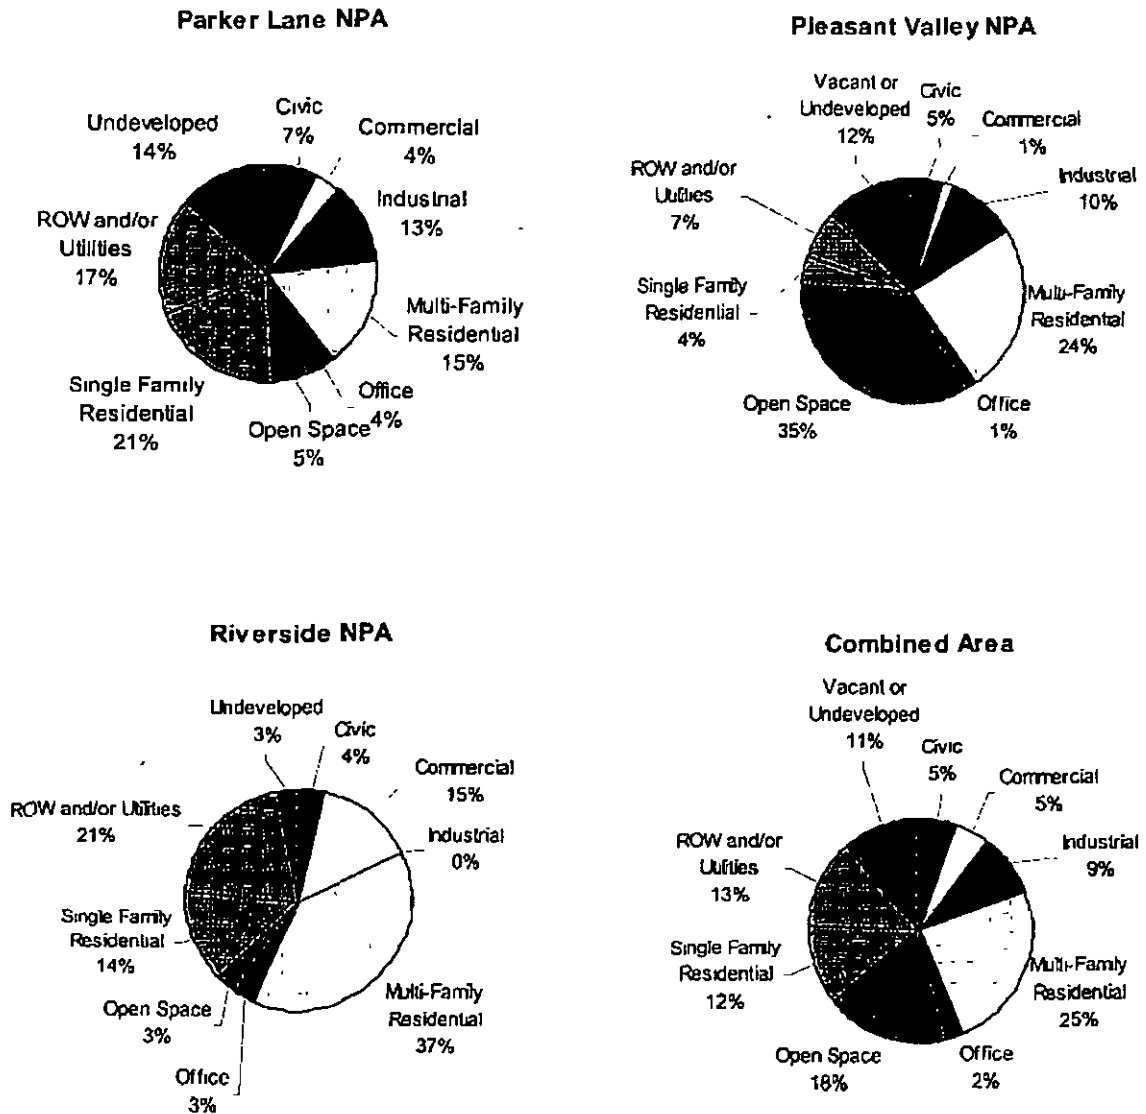 Parker Lane NPA
Undeveloped
14%
Civic
7%
Commercial
4%
Industrial
13%
ROW and/or
Utilities
17%
Multi-Family
Residential
15%
Single Family
Residential
21%
Open Space
5%
Office
4%
Pleasant Valley NPA
Vacant or
Undeveloped
12%
Civic
5%
Commercial
1%
Industrial
10%
ROW and/or
Utilities
7%
Single Family
Residential
4%
Multi-Family
Residential
24%
Open Space
35%
Office
1%
Riverside NPA
Undeveloped
3%
Civic
4%
Commercial
15%
Industrial
0%
ROW and/or Utilities
21%
Single Family
Residential
14%
Open Space
3%
Office
3%
Multi-Family
Residential
37%
Combined Area
Vacant or
Undeveloped
11%
Civic
5%
Commercial
5%
Industrial
9%
ROW and/or
Utilities
13%
Single Family
Residential
12%
Multi-Family
Residential
25%
Open Space
18%
Office
2%